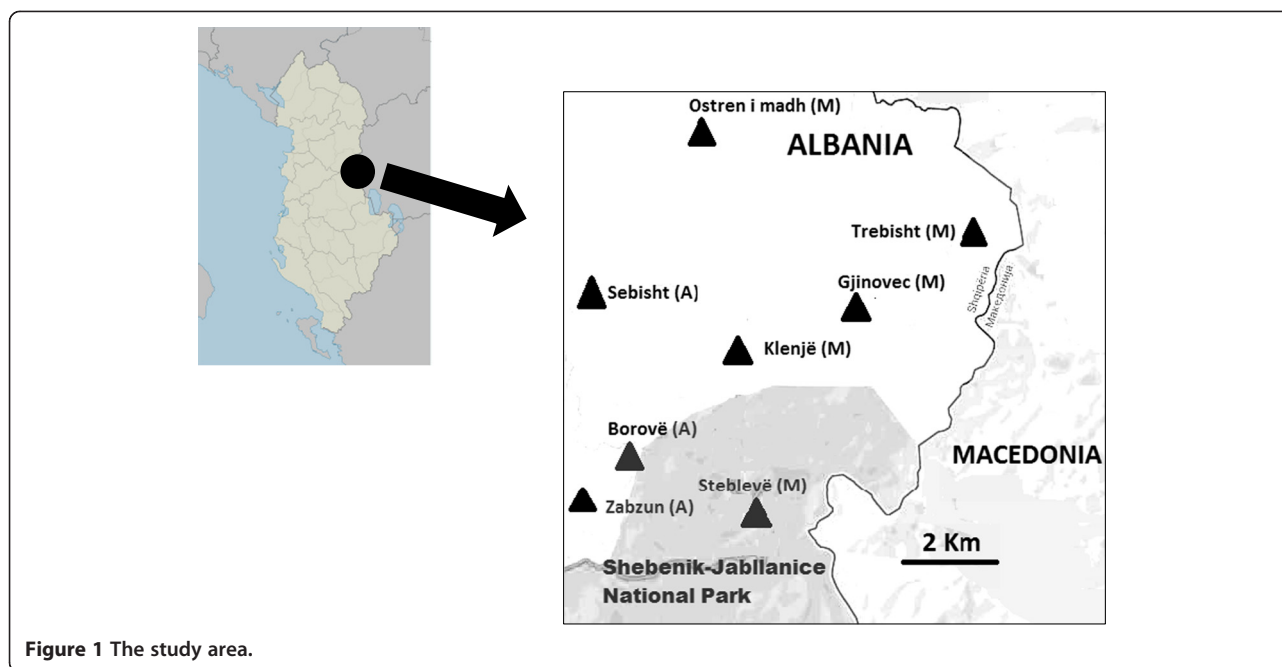 Ostren i madh (M)
ALBANIA
Trebisht (M)
Shqipëria
Македонија
Gjinovec (M)
Sebisht (A)
Klenjë (M)
Borovë (A)
MACEDONIA
Steblevë (M)
Zabzun (A)
2 Km
Shebenik-Jabllanice
National Park
Figure 1 The study area.